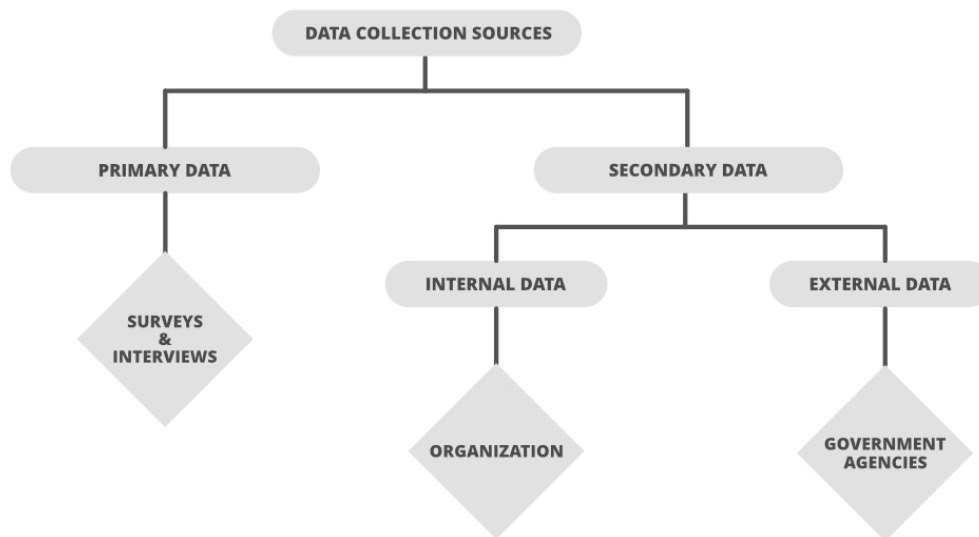 DATA COLLECTION SOURCES
PRIMARY DATA
SECONDARY DATA
INTERNAL DATA
EXTERNAL DATA
SURVEYS
&
INTERVIEWS
ORGANIZATION
GOVERNMENT
AGENCIES